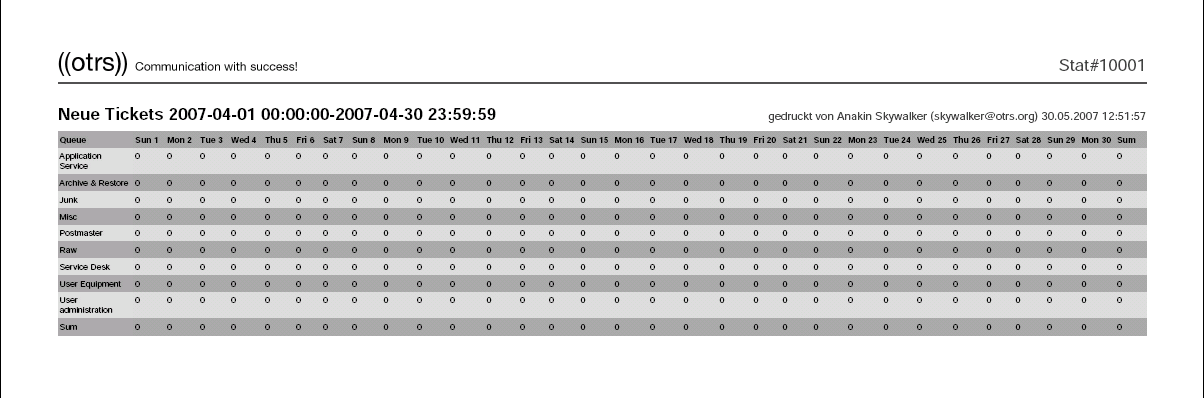 ((otrs)) Communication with success! Stat#10001
Neue Tickets 2007-04-01 00:00:00-2007-04-30 23:59:59 gedruckt von Anakin Skywalker (skywalker@otrs.org) 30.05.2007 12:51:57
Queue Sun 1 Mon 2 Tue 3 Wed 4 Thu 5 Fri 6 Sat 7 Sun 8 Mon 9 Tue 10 Wed 11 Thu 12 Fri 13 Sat 14 Sun 15 Mon 16 Tue 17 Wed 18 Thu 19 Fri 20 Sat 21 Sun 22 Mon 23 Tue 24 Wed 25 Thu 26 Fri 27 Sat 28 Sun 29 Mon 30 Sum
Application 0 0 0 0 0 0 0 0 0 0 0 0 0 0 0 0 0 0 0 0 0 0 0 0 0 0 0 0 0 0 0
Service
Archive & Restore 0 0 0 0 0 0 0 0 0 0 0 0 0 0 0 0 0 0 0 0 0 0 0 0 0 0 0 0 0 0 0
Junk 0 0 0 0 0 0 0 0 0 0 0 0 0 0 0 0 0 0 0 0 0 0 0 0 0 0 0 0 0 0 0
Misc 0 0 0 0 0 0 0 0 0 0 0 0 0 0 0 0 0 0 0 0 0 0 0 0 0 0 0 0 0 0 0
Postmaster 0 0 0 0 0 0 0 0 0 0 0 0 0 0 0 0 0 0 0 0 0 0 0 0 0 0 0 0 0 0 0
Raw 0 0 0 0 0 0 0 0 0 0 0 0 0 0 0 0 0 0 0 0 0 0 0 0 0 0 0 0 0 0 0
Service Desk 0 0 0 0 0 0 0 0 0 0 0 0 0 0 0 0 0 0 0 0 0 0 0 0 0 0 0 0 0 0 0
User Equipment 0 0 0 0 0 0 0 0 0 0 0 0 0 0 0 0 0 0 0 0 0 0 0 0 0 0 0 0 0 0 0
User 0 0 0 0 0 0 0 0 0 0 0 0 0 0 0 0 0 0 0 0 0 0 0 0 0 0 0 0 0 0 0
administration
Sum 0 0 0 0 0 0 0 0 0 0 0 0 0 0 0 0 0 0 0 0 0 0 0 0 0 0 0 0 0 0 0